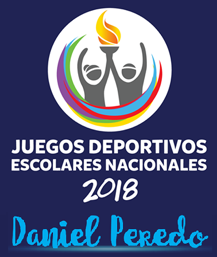 JUEGOS DEPORTIVOS
ESCOLARES NACIONALES
2018
Daniel Peredo